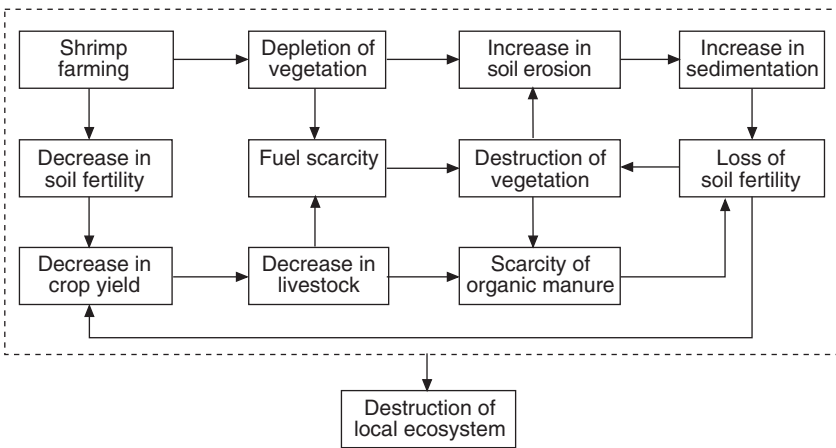 Shrimp
farming
Depletion of
vegetation
Increase in
soil erosion
Increase in
sedimentation
Decrease in
soil fertility
Fuel scarcity
Destruction of
vegetation
Loss of
soil fertility
Decrease in
crop yield
Decrease in
livestock
Scarcity of
organic manure
Destruction of
local ecosystem